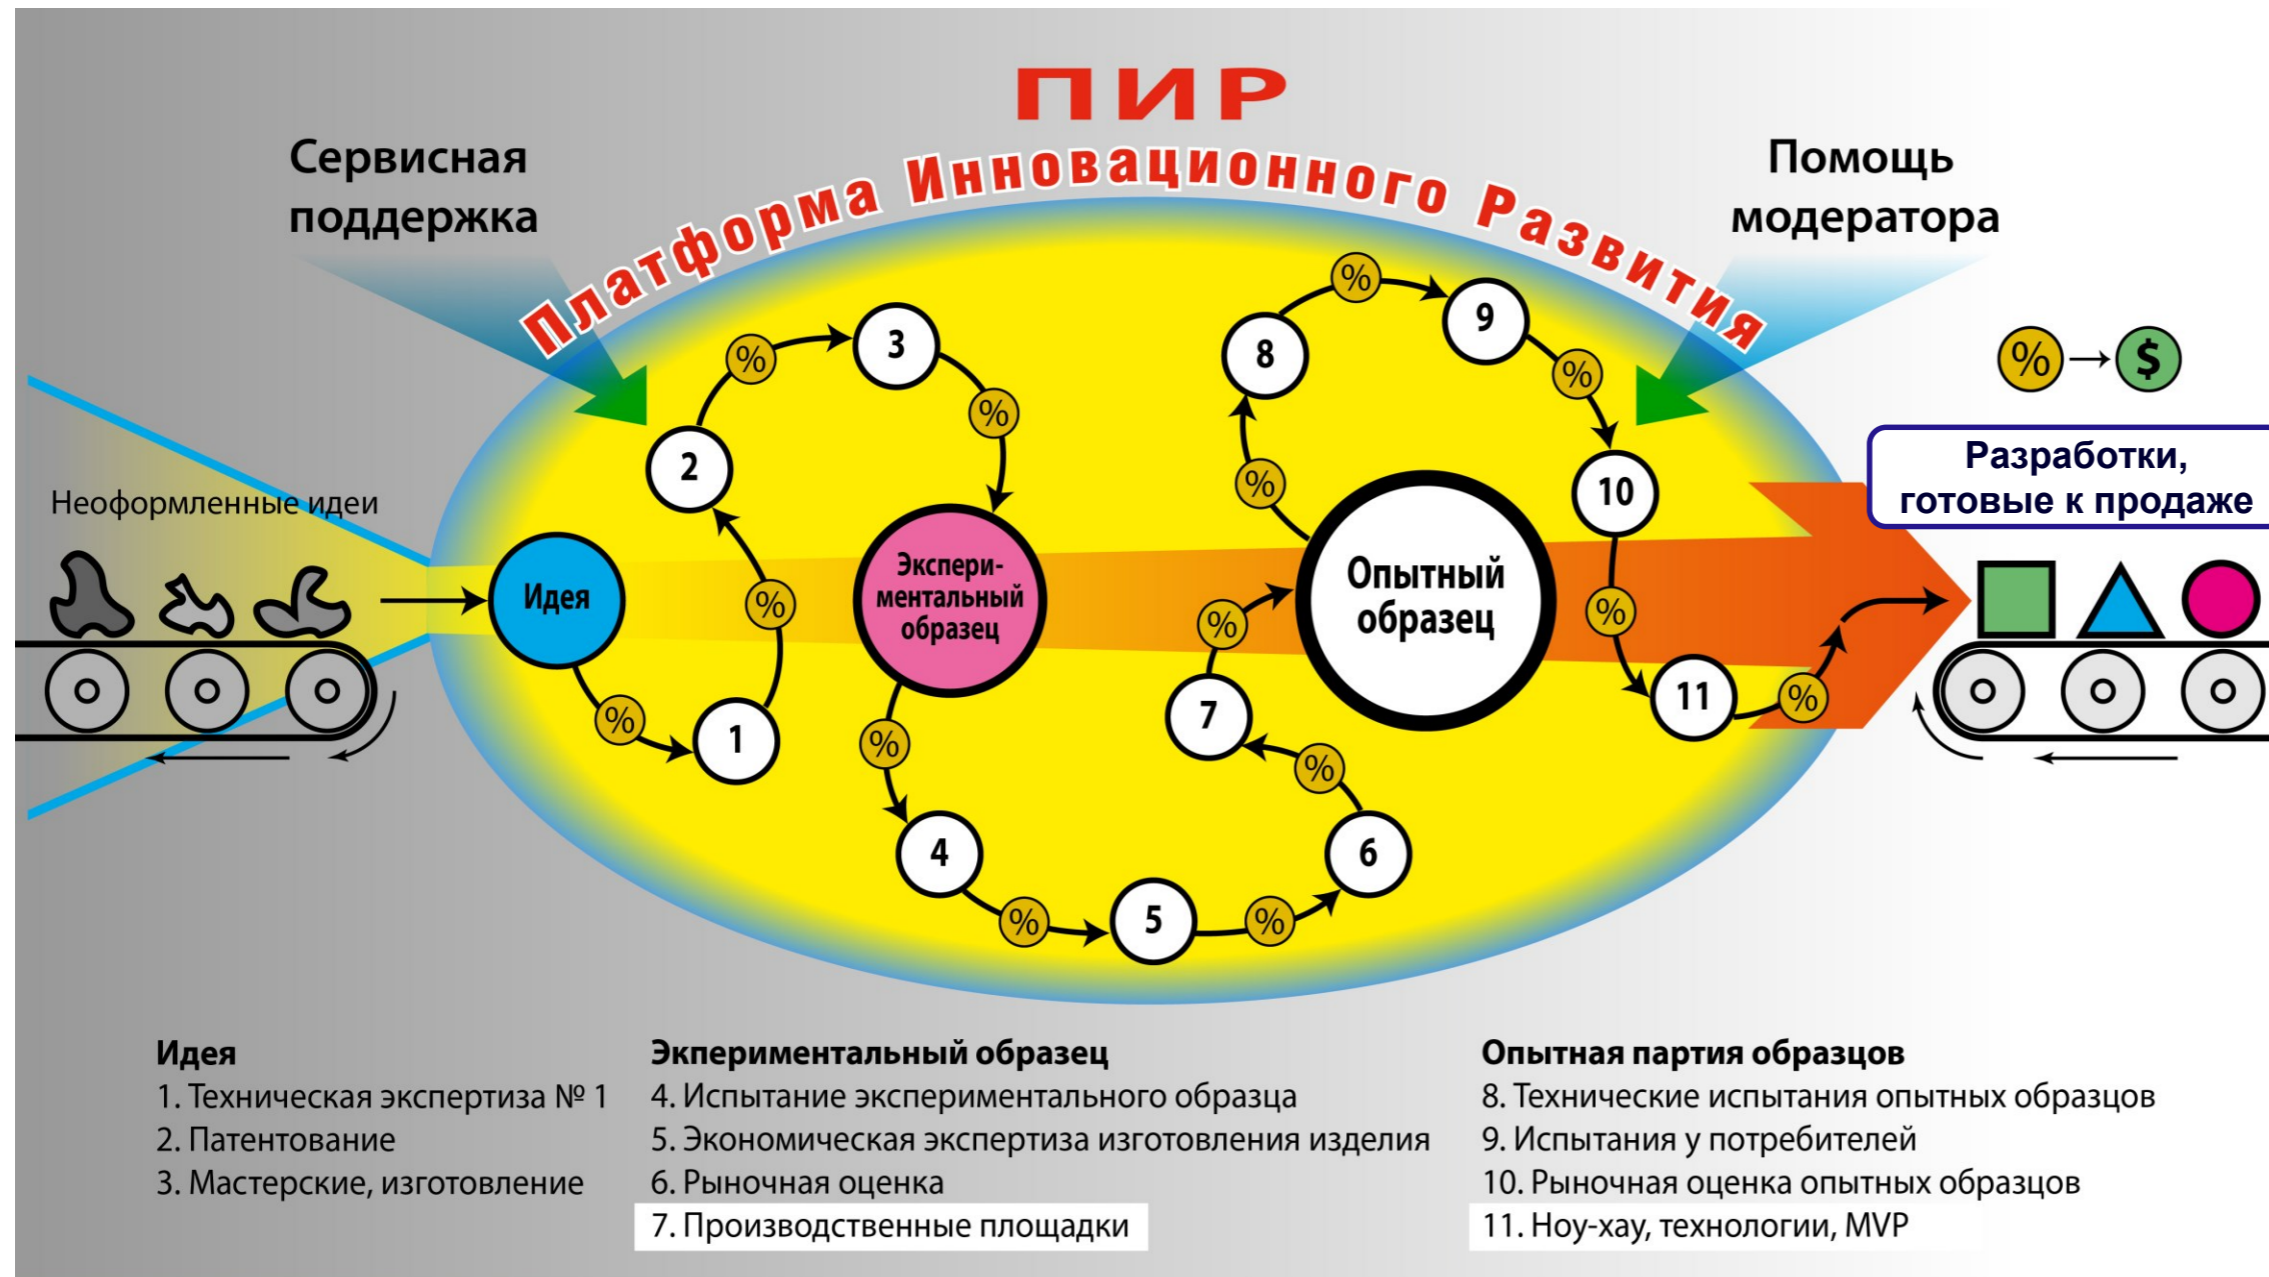 ПИР
Платформа Инновационного Развития
Сервисная
поддержка
Помощь
модератора
% → $
Разработки,
готовые к продаже
Неоформленные идеи
Идея
%
1
%
2
%
3
%
Экспери-
ментальный
образец
%
4
%
5
%
6
%
7
%
Опытный
образец
%
8
%
9
%
10
%
11
%
Идея
1. Техническая экспертиза № 1
2. Патентование
3. Мастерские, изготовление
Экпериментальный образец
4. Испытание экспериментального образца
5. Экономическая экспертиза изготовления изделия
6. Рыночная оценка
7. Производственные площадки
Опытная партия образцов
8. Технические испытания опытных образцов
9. Испытания у потребителей
10. Рыночная оценка опытных образцов
11. Ноу-хау, технологии, MVP